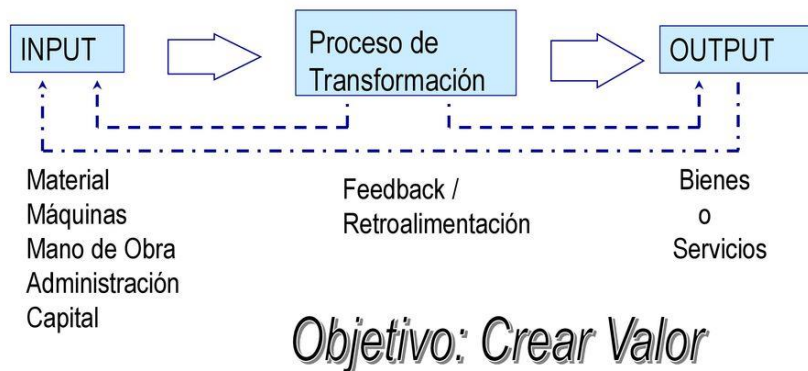 INPUT
Proceso de
Transformación
OUTPUT
Material
Máquinas
Mano de Obra
Administración
Capital
Feedback /
Retroalimentación
Bienes
o
Servicios
Objetivo: Crear Valor